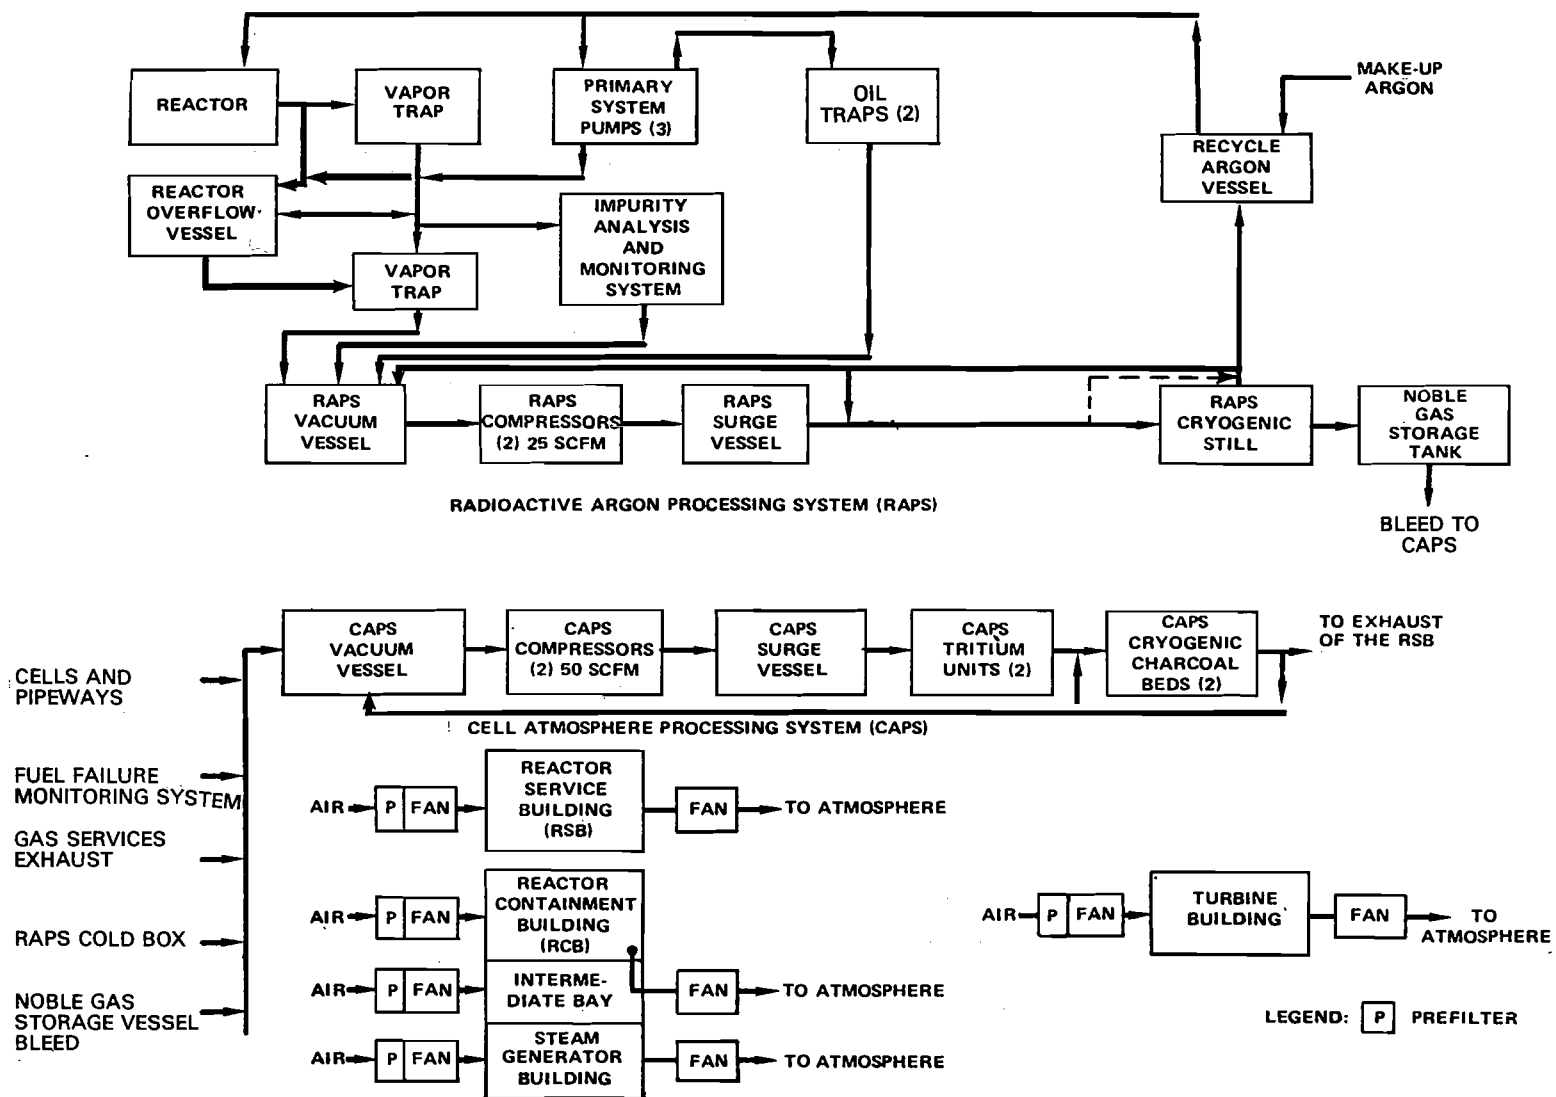 REACTOR
VAPOR
TRAP
PRIMARY
SYSTEM
PUMPS (3)
OIL
TRAPS (2)
MAKE-UP
ARGON
RECYCLE
ARGON
VESSEL
REACTOR
OVERFLOW
VESSEL
IMPURITY
ANALYSIS
AND
MONITORING
SYSTEM
VAPOR
TRAP
RAPS
VACUUM
VESSEL
RAPS
COMPRESSORS
(2) 25 SCFM
RAPS
SURGE
VESSEL
RAPS
CRYOGENIC
STILL
NOBLE
GAS
STORAGE
TANK
RADIOACTIVE ARGON PROCESSING SYSTEM (RAPS)
BLEED TO
CAPS
CAPS
VACUUM
VESSEL
CAPS
COMPRESSORS
(2) 50 SCFM
CAPS
SURGE
VESSEL
CAPS
TRITIUM
UNITS (2)
CAPS
CRYOGENIC
CHARCOAL
BEDS (2)
TO EXHAUST
OF THE RSB
CELL ATMOSPHERE PROCESSING SYSTEM (CAPS)
CELLS AND
PIPEWAYS
FUEL FAILURE
MONITORING SYSTEM
GAS SERVICES
EXHAUST
RAPS COLD BOX
NOBLE GAS
STORAGE VESSEL
BLEED
AIR P FAN
REACTOR
SERVICE
BUILDING
(RSB)
FAN TO ATMOSPHERE
AIR P FAN
REACTOR
CONTAINMENT
BUILDING
(RCB)
AIR P FAN
INTERME-
DIATE BAY
FAN TO ATMOSPHERE
AIR P FAN
STEAM
GENERATOR
BUILDING
FAN TO ATMOSPHERE
AIR P FAN
TURBINE
BUILDING
FAN TO
ATMOSPHERE
LEGEND: P PREFILTER